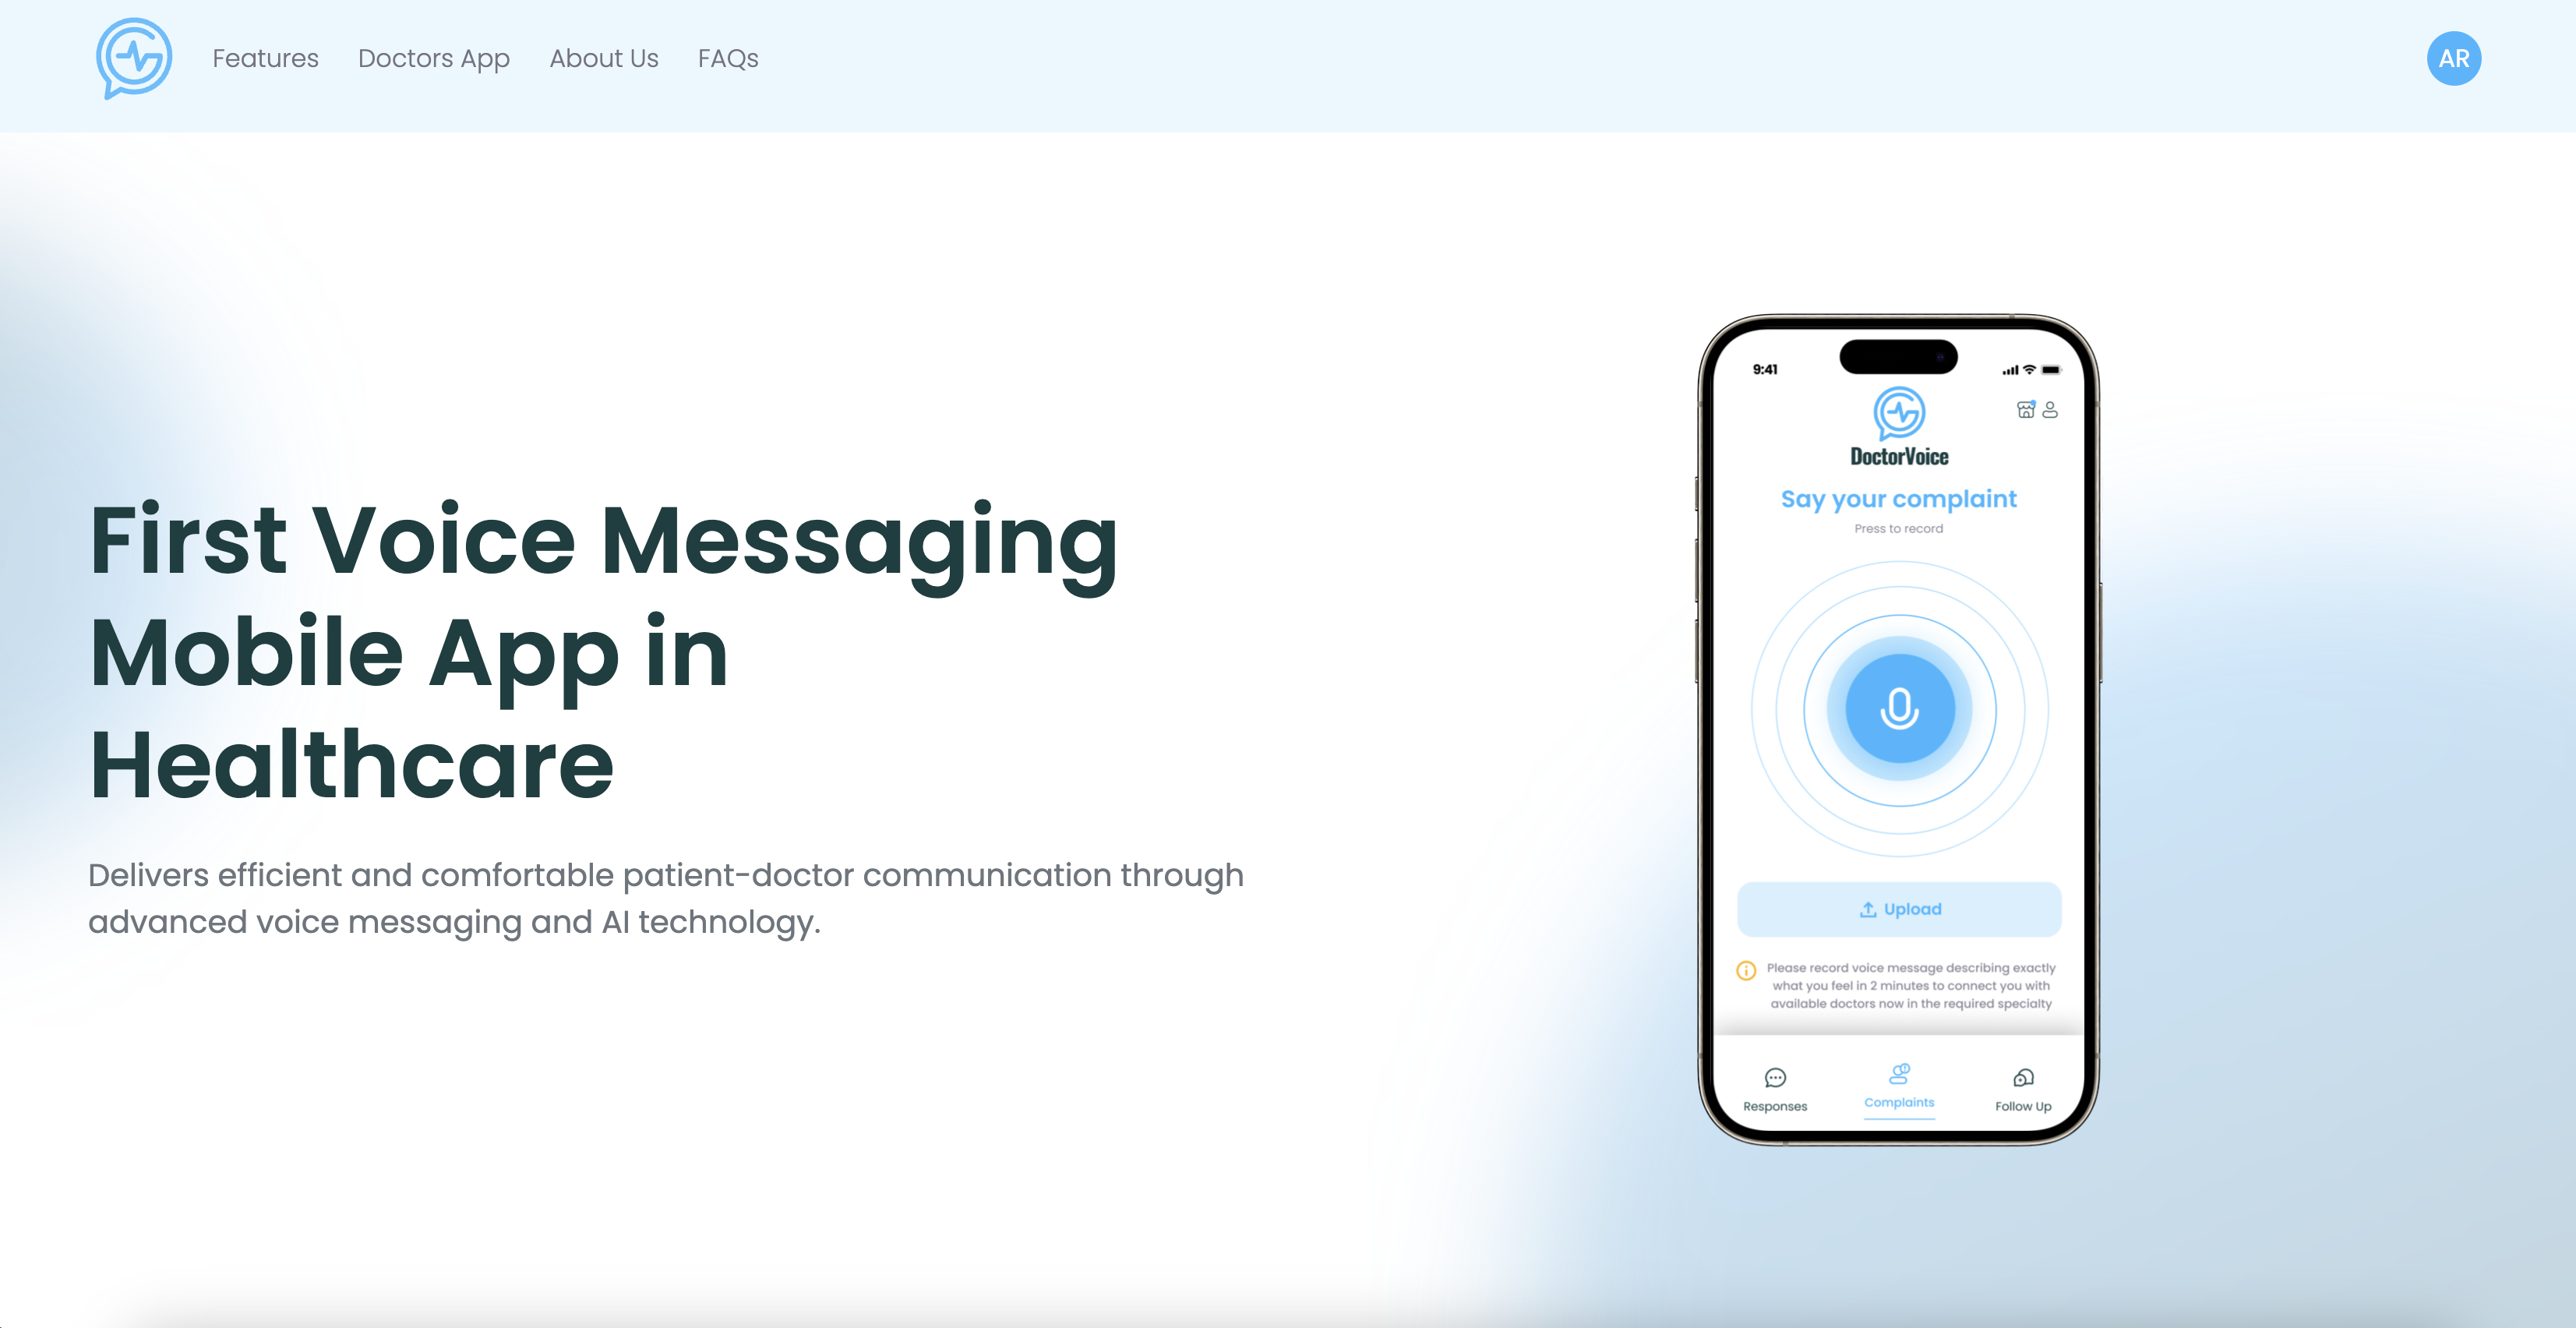 Features
Doctors App
About Us
FAQs
AR
First Voice Messaging
Mobile App in
Healthcare
Delivers efficient and comfortable patient-doctor communication through
advanced voice messaging and AI technology.
9:41
DoctorVoice
Say your complaint
Press to record
Upload
Please record voice message describing exactly
what you feel in 2 minutes to connect you with
available doctors now in the required specialty
Responses
Complaints
Follow Up